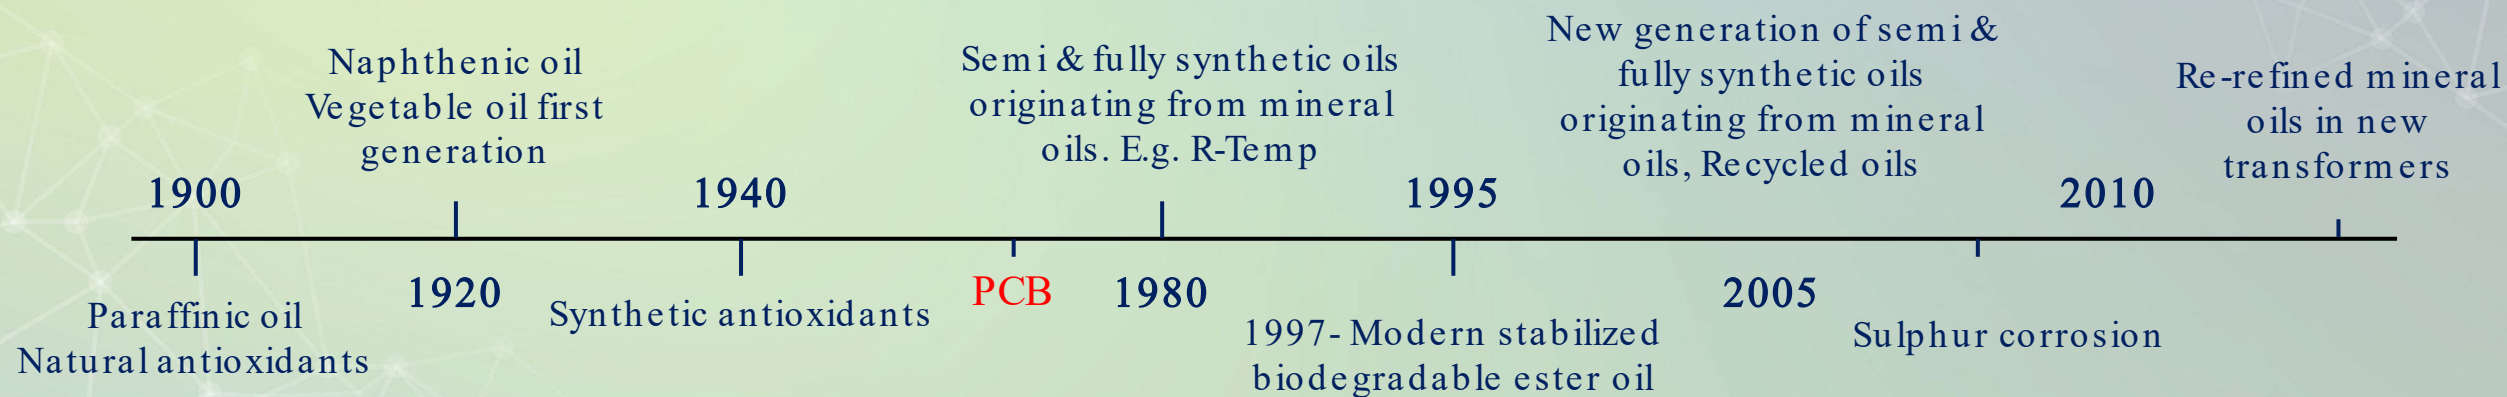 1900
Paraffinic oil
Natural antioxidants
Naphthenic oil
Vegetable oil first
generation
1920
1940
Synthetic antioxidants
PCB
Semi & fully synthetic oils
originating from mineral
oils. E.g. R-Temp
1980
1995
1997- Modern stabilized
biodegradable ester oil
New generation of semi &
fully synthetic oils
originating from mineral
oils, Recycled oils
2005
Sulphur corrosion
2010
Re-refined mineral
oils in new
transformers